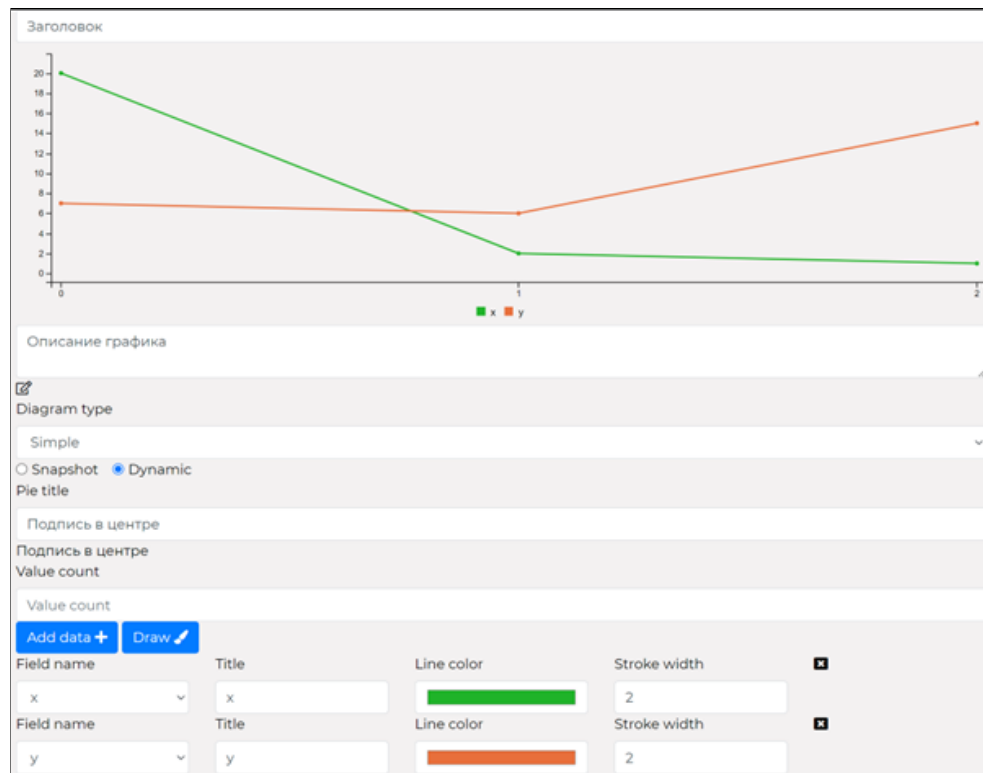 Заголовок
20
18
16
14
12
10
8
6
4
2
0
0 1 2
x y
Описание графика
Diagram type
Simple
Snapshot Dynamic
Pie title
Подпись в центре
Подпись в центре
Value count
Value count
Add data Draw
Field name Title Line color Stroke width
x x 2
Field name Title Line color Stroke width
y y 2